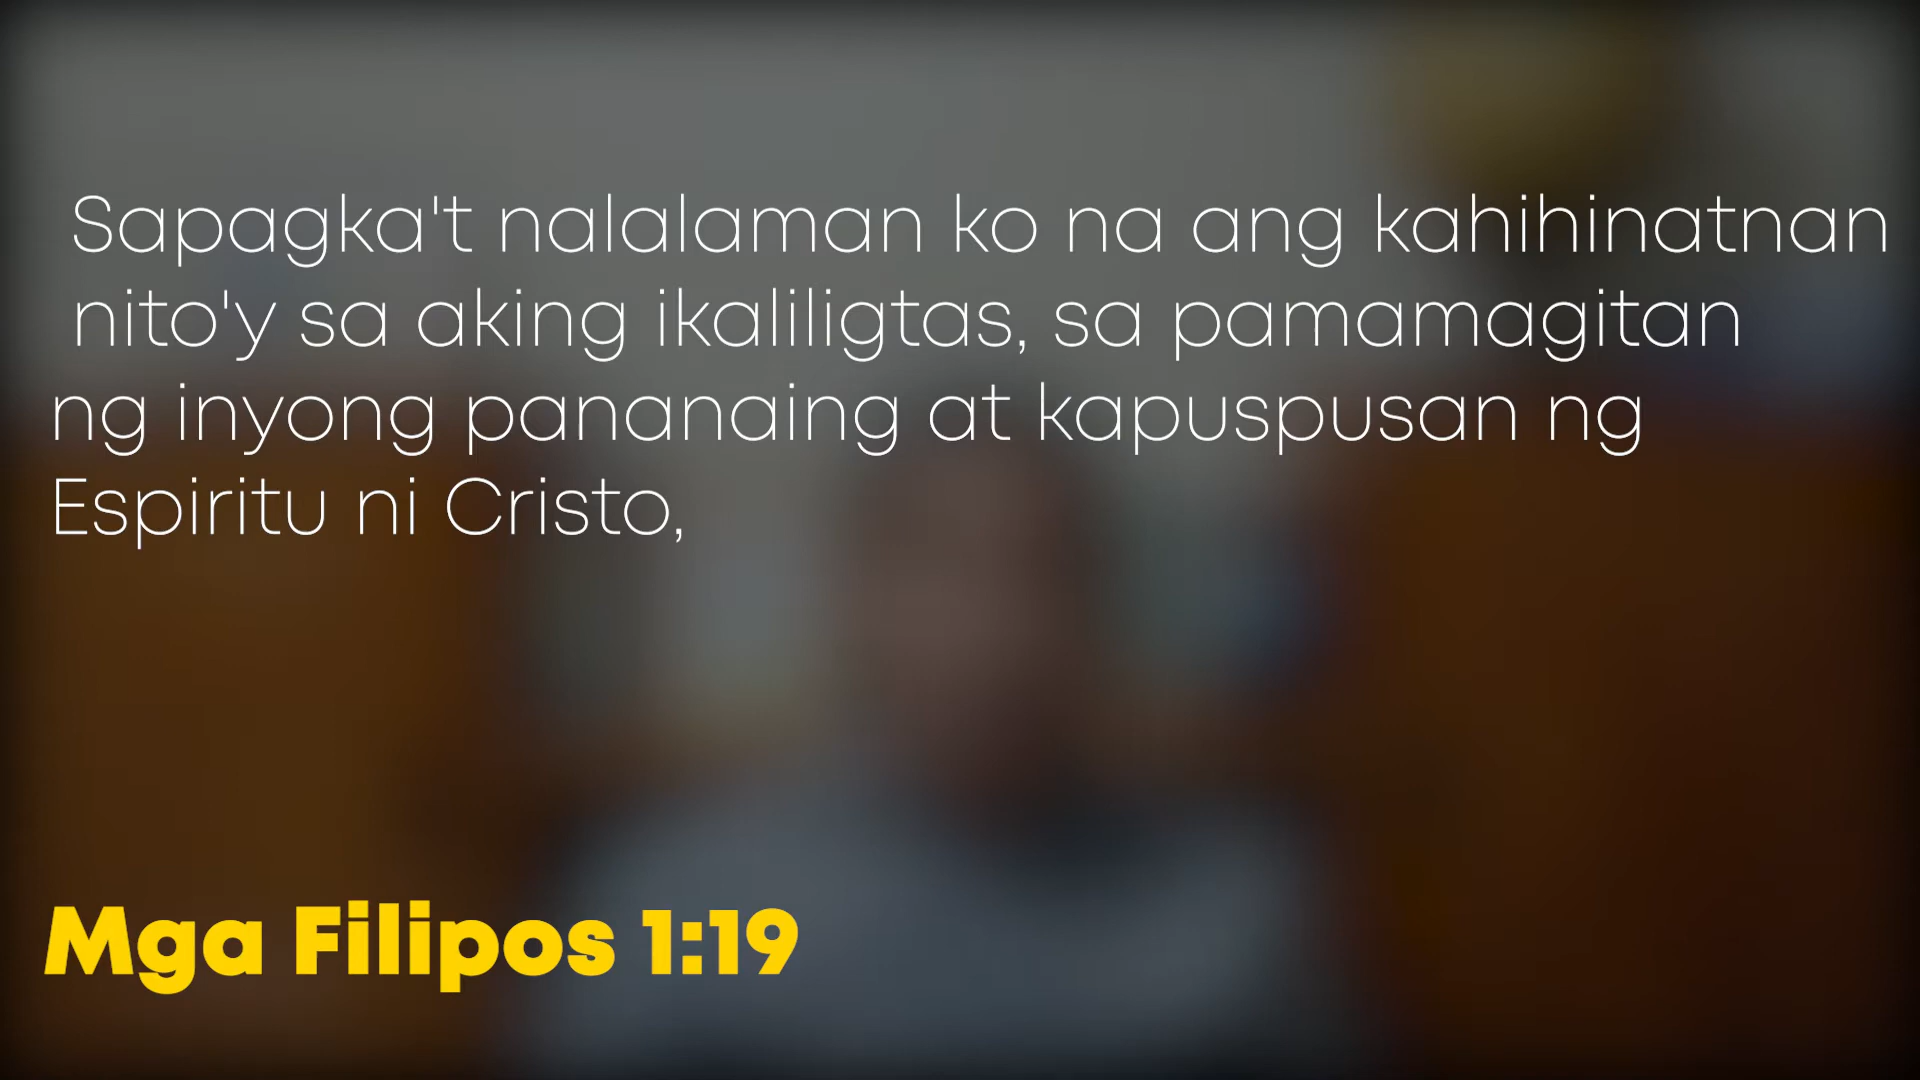 Sapagka't nalalaman ko na ang kahihinatnan
nito'y sa aking ikaliligtas, sa pamamagitan
ng inyong pananaing at kapuspusan ng
Espiritu ni Cristo,
Mga Filipos 1:19